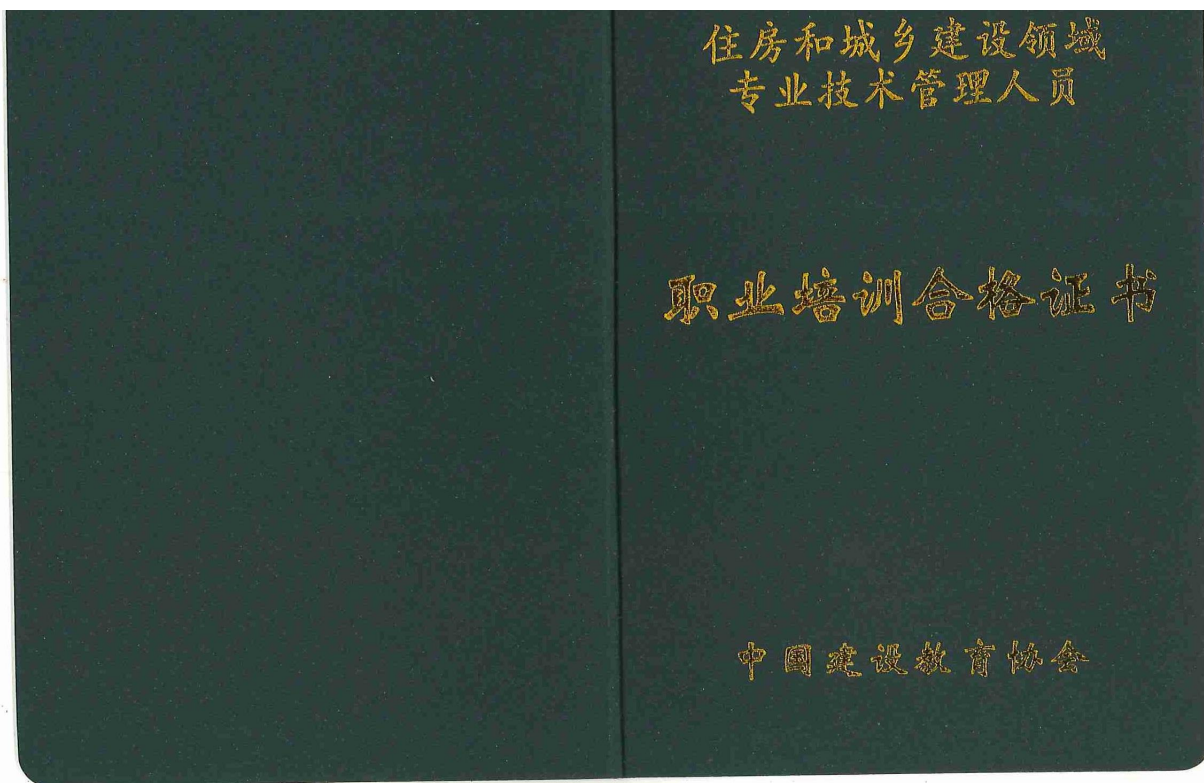 住房和城乡建设领域
专业技术管理人员
职业培训合格证书
中国建设教育协会